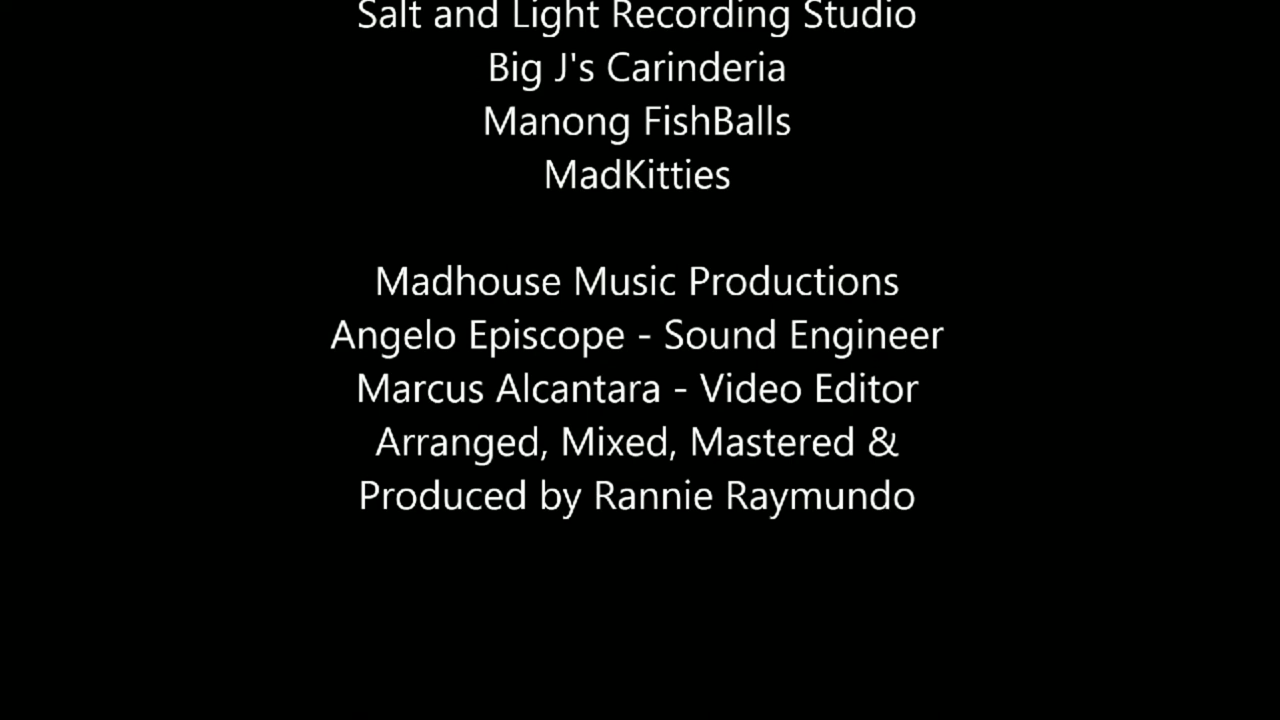 Salt and Light Recording Studio
Big J's Carinderia
Manong FishBalls
MadKitties
Madhouse Music Productions
Angelo Episcope - Sound Engineer
Marcus Alcantara - Video Editor
Arranged, Mixed, Mastered &
Produced by Rannie Raymundo